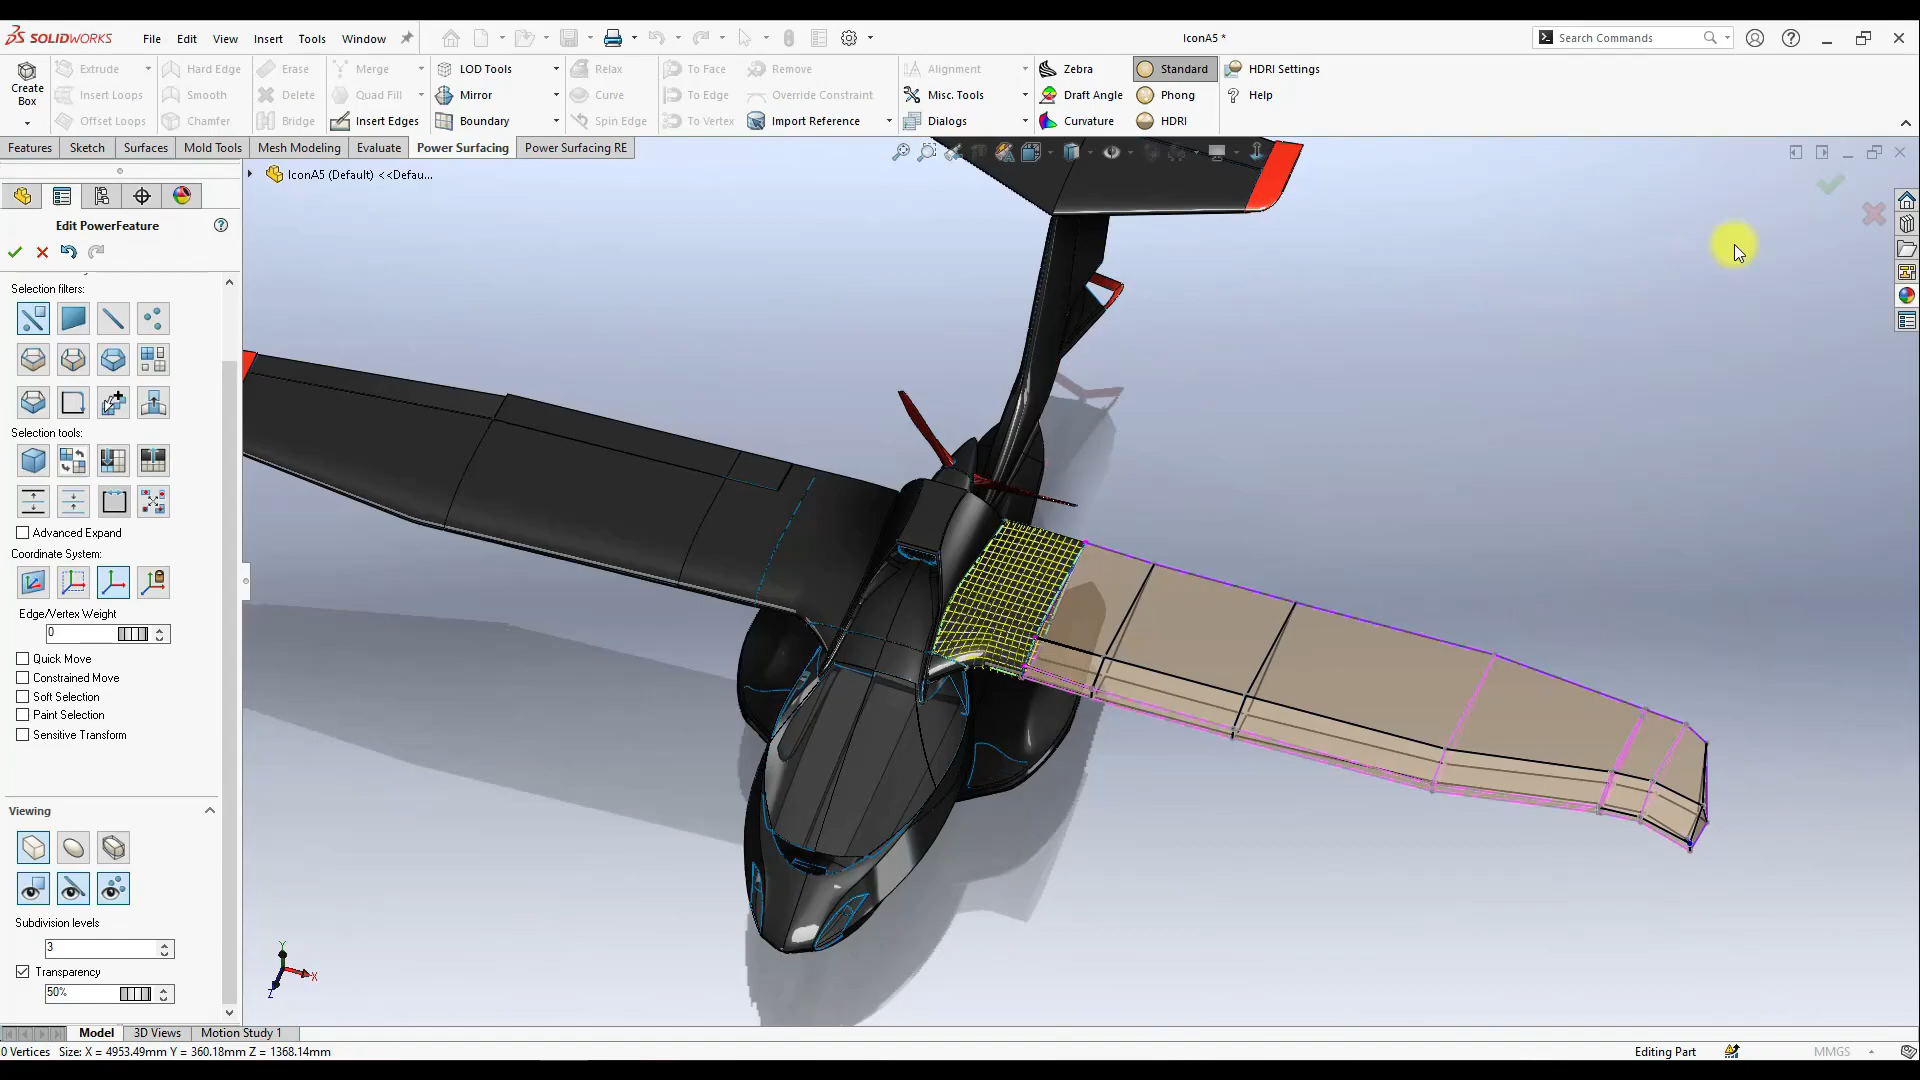 SOLIDWORKS File Edit View Insert Tools Window IconA5 * Search Commands
Extrude Hard Edge Erase Merge LOD Tools Relax To Face Remove Alignment Zebra Standard HDRI Settings
Create Box Insert Loops Smooth Delete Quad Fill Mirror Curve To Edge Override Constraint Misc. Tools Draft Angle Phong Help
Offset Loops Chamfer Bridge Insert Edges Boundary Spin Edge To Vertex Import Reference Dialogs Curvature HDRI
Features Sketch Surfaces Mold Tools Mesh Modeling Evaluate Power Surfacing Power Surfacing RE
IconA5 (Default) <<Defau...
Edit PowerFeature
Selection filters:
Selection tools:
Advanced Expand
Coordinate System:
Edge/Vertex Weight
0
Quick Move
Constrained Move
Soft Selection
Paint Selection
Sensitive Transform
Viewing
Subdivision levels
3
Transparency
50%
Y
X
Z
Model 3D Views Motion Study 1
0 Vertices Size: X = 4953.49mm Y = 360.18mm Z = 1368.14mm Editing Part MMGS